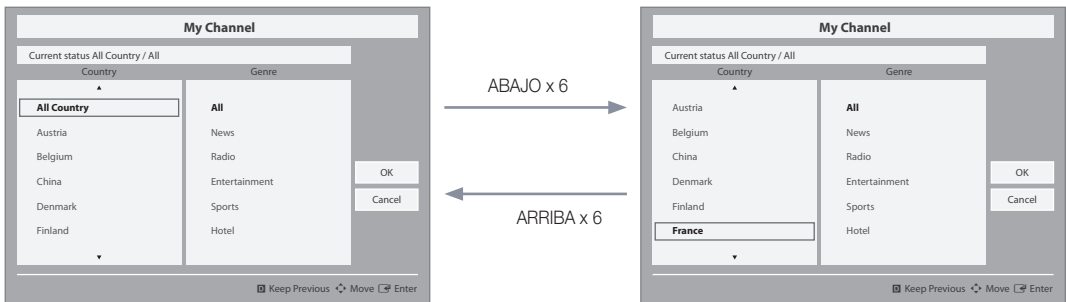 My Channel
Current status All Country / All
Country Genre
All Country All
Austria News
Belgium Radio
China Entertainment
Denmark Sports
Finland Hotel
OK
Cancel
D Keep Previous Move Enter
ABAJO x 6
ARRIBA x 6
My Channel
Current status All Country / All
Country Genre
Austria All
Belgium News
China Radio
Denmark Entertainment
Finland Sports
France Hotel
OK
Cancel
D Keep Previous Move Enter